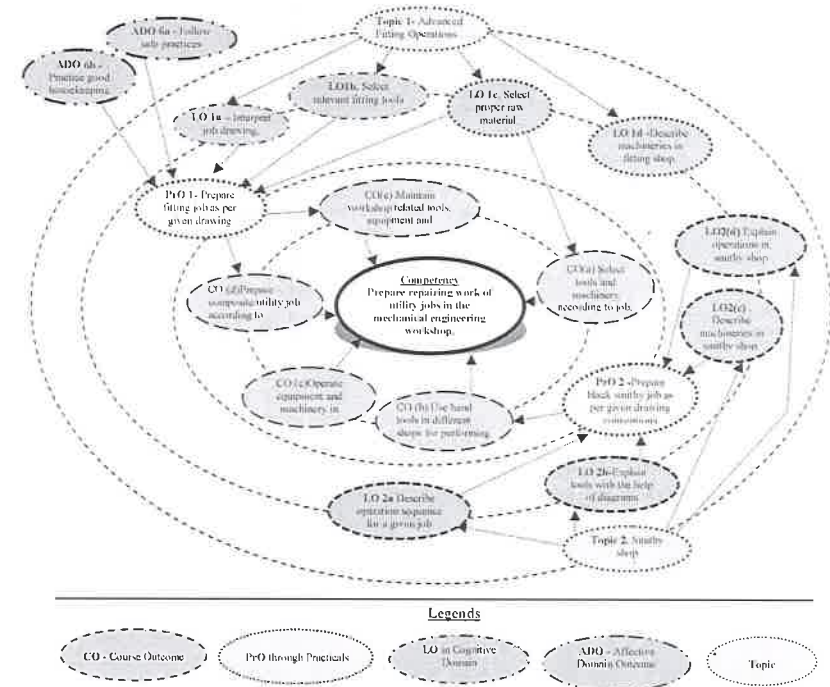 ADO 6a - Follow
safe practices
ADO 6b -
Practice good
housekeeping
Topic 1- Advanced
Fitting Operations
LO 1a - Interpret
job drawing.
LO1b. Select
relevant fitting tools
LO 1c. Select
proper raw
material
LO 1d -Describe
machineries in
fitting shop
PrO 1- Prepare
fitting job as per
given drawing
CO(e) Maintain
workshop related tools,
equipment and
CO (d)Prepare
composite utility job
according to
Competency
Prepare repairing work of
utility jobs in the
mechanical engineering
workshop.
CO(a) Select
tools and
machinery
according to job,
LO2(d) Explain
operations in
smithy shop
LO2(c) -
Describe
machineries in
smithy shop
CO (c)Operate
equipment and
machinery in
CO (b) Use hand
tools in different
shops for performing
PrO 2 -Prepare
black smithy job as
per given drawing
LO 2a-Describe
operation sequence
for a given job
LO 2b-Explain
tools with the help
of diagrams
Topic 2. Smithy
shop
Legends
CO - Course Outcome
PrO through Practicals
LO in Cognitive
Domain
ADO - Affective
Domain Outcome
Topic